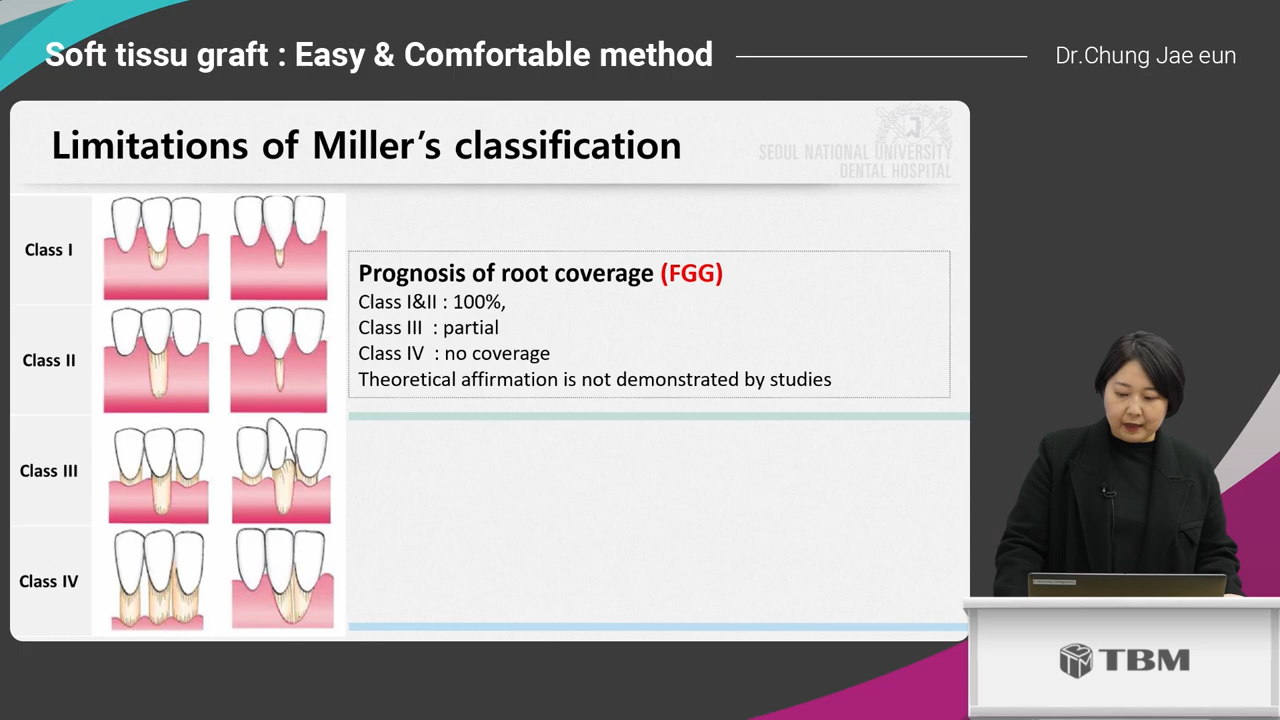 Soft tissu graft : Easy & Comfortable method
Dr.Chung Jae eun
Limitations of Miller's classification
SEOUL NATIONAL UNIVERSITY
DENTAL HOSPITAL
Class I
Class II
Class III
Class IV
Prognosis of root coverage (FGG)
Class I&II : 100%,
Class III : partial
Class IV : no coverage
Theoretical affirmation is not demonstrated by studies
TBM